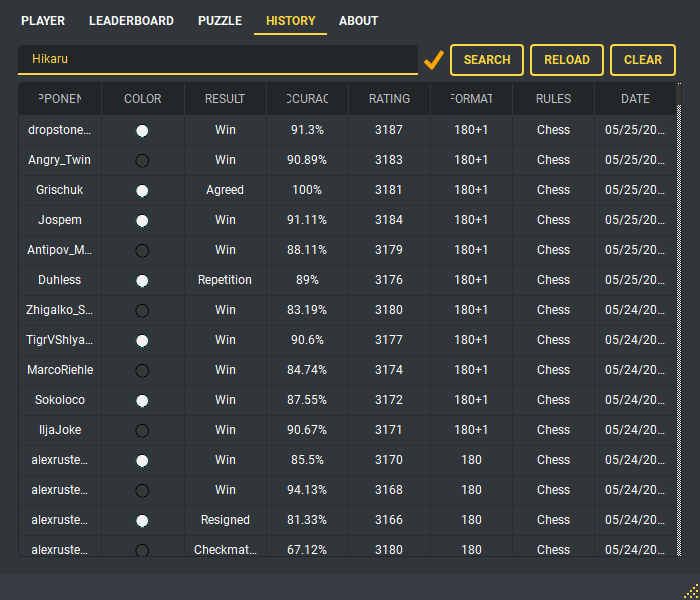 PLAYER LEADERBOARD PUZZLE HISTORY ABOUT
Hikaru SEARCH RELOAD CLEAR
PPONEN COLOR RESULT CCURAC RATING FORMAT RULES DATE
dropstone... Win 91.3% 3187 180+1 Chess 05/25/20...
Angry_Twin Win 90.89% 3183 180+1 Chess 05/25/20...
Grischuk Agreed 100% 3181 180+1 Chess 05/25/20...
Jospem Win 91.11% 3184 180+1 Chess 05/25/20...
Antipov_M... Win 88.11% 3179 180+1 Chess 05/25/20...
Duhless Repetition 89% 3176 180+1 Chess 05/25/20...
Zhigalko_S... Win 83.19% 3180 180+1 Chess 05/24/20...
TigrVShlya... Win 90.6% 3177 180+1 Chess 05/24/20...
MarcoRiehle Win 84.74% 3174 180+1 Chess 05/24/20...
Sokoloco Win 87.55% 3172 180+1 Chess 05/24/20...
IljaJoke Win 90.67% 3171 180+1 Chess 05/24/20...
alexruste... Win 85.5% 3170 180 Chess 05/24/20...
alexruste... Win 94.13% 3168 180 Chess 05/24/20...
alexruste... Resigned 81.33% 3166 180 Chess 05/24/20...
alexruste... Checkmat... 67.12% 3180 180 Chess 05/24/20...